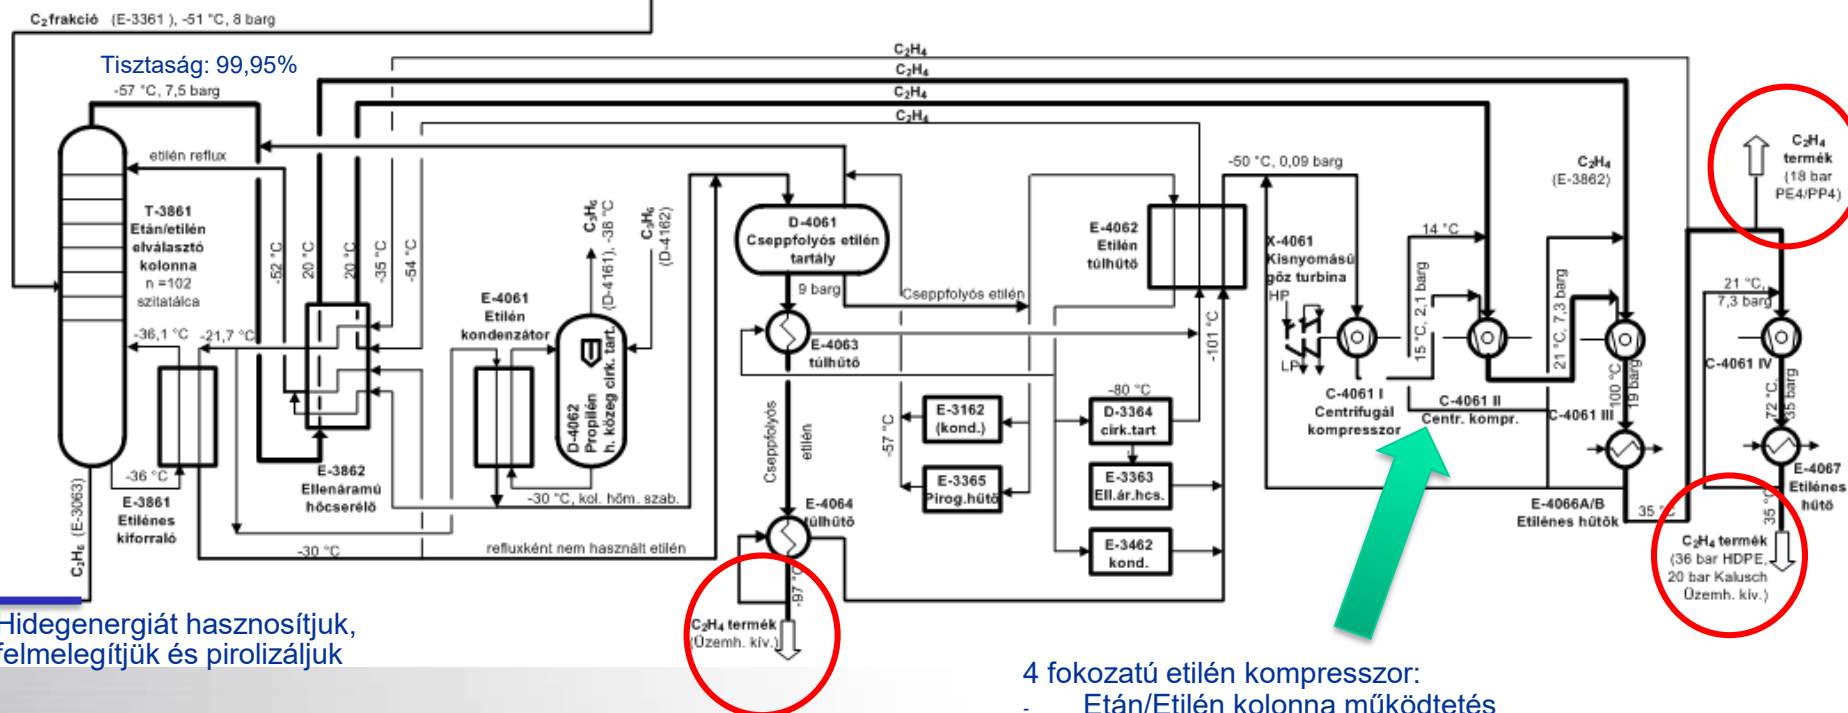 C₂frakció (E-3361 ), -51 °C, 8 barg
Tisztaság: 99,95%
-57 °C, 7,5 barg
C₂H₄
C₂H₄
C₂H₄
C₂H₄
etilén reflux
T-3861
Etán/etilén
elválasztó
kolonna
n =102
szitatálca
-52 °C
20 °C
20 °C
-35 °C
-54 °C
-36,1 °C
-21,7 °C
-36 °C
E-3861
Etilénes
kiforraló
C₂H₆ (E-3063)
-30 °C
E-3862
Ellenáramú
hőcserélő
E-4061
Etilén
kondenzátor
C₃H₆
(D-4161), -38 °C
C₃H₆
(D-4162)
D-4062
Propilén
h. közeg cirk. tart.
-30 °C, kol. hőm. szab.
refluxként nem használt etilén
D-4061
Cseppfolyós etilén
tartály
9 barg
Cseppfolyós etilén
E-4063
túlhűtő
Cseppfolyós
etilén
E-4064
túlhűtő
-97 °C
C₂H₄ termék
(Üzemh. kív.)
-57 °C
E-3162
(kond.)
E-3365
Pirog.hűtő
-80 °C
D-3364
cirk.tart
E-3363
Ell.ár.hcs.
E-3462
kond.
E-4062
Etilén
túlhűtő
-101 °C
-50 °C, 0,09 barg
X-4061
Kisnyomású
gőz turbina
HP
LP
C-4061 I
Centrifugál
kompresszor
14 °C
15 °C, 2,1 barg
C-4061 II
Centr. kompr.
C₂H₄
(E-3862)
21 °C, 7,3 barg
C-4061 III
100 °C
19 barg
E-4066A/B
Etilénes hűtők
35 °C
C₂H₄
termék
(18 bar
PE4/PP4)
21 °C,
7,3 barg
C-4061 IV
72 °C,
35 barg
E-4067
Etilénes
hűtő
35 °C
C₂H₄ termék
(36 bar HDPE,
20 bar Kalusch
Üzemh. kív.)
Hidegenergiát hasznosítjuk,
felmelegítjük és pirolizáljuk
4 fokozatú etilén kompresszor:
- Etán/Etilén kolonna működtetés